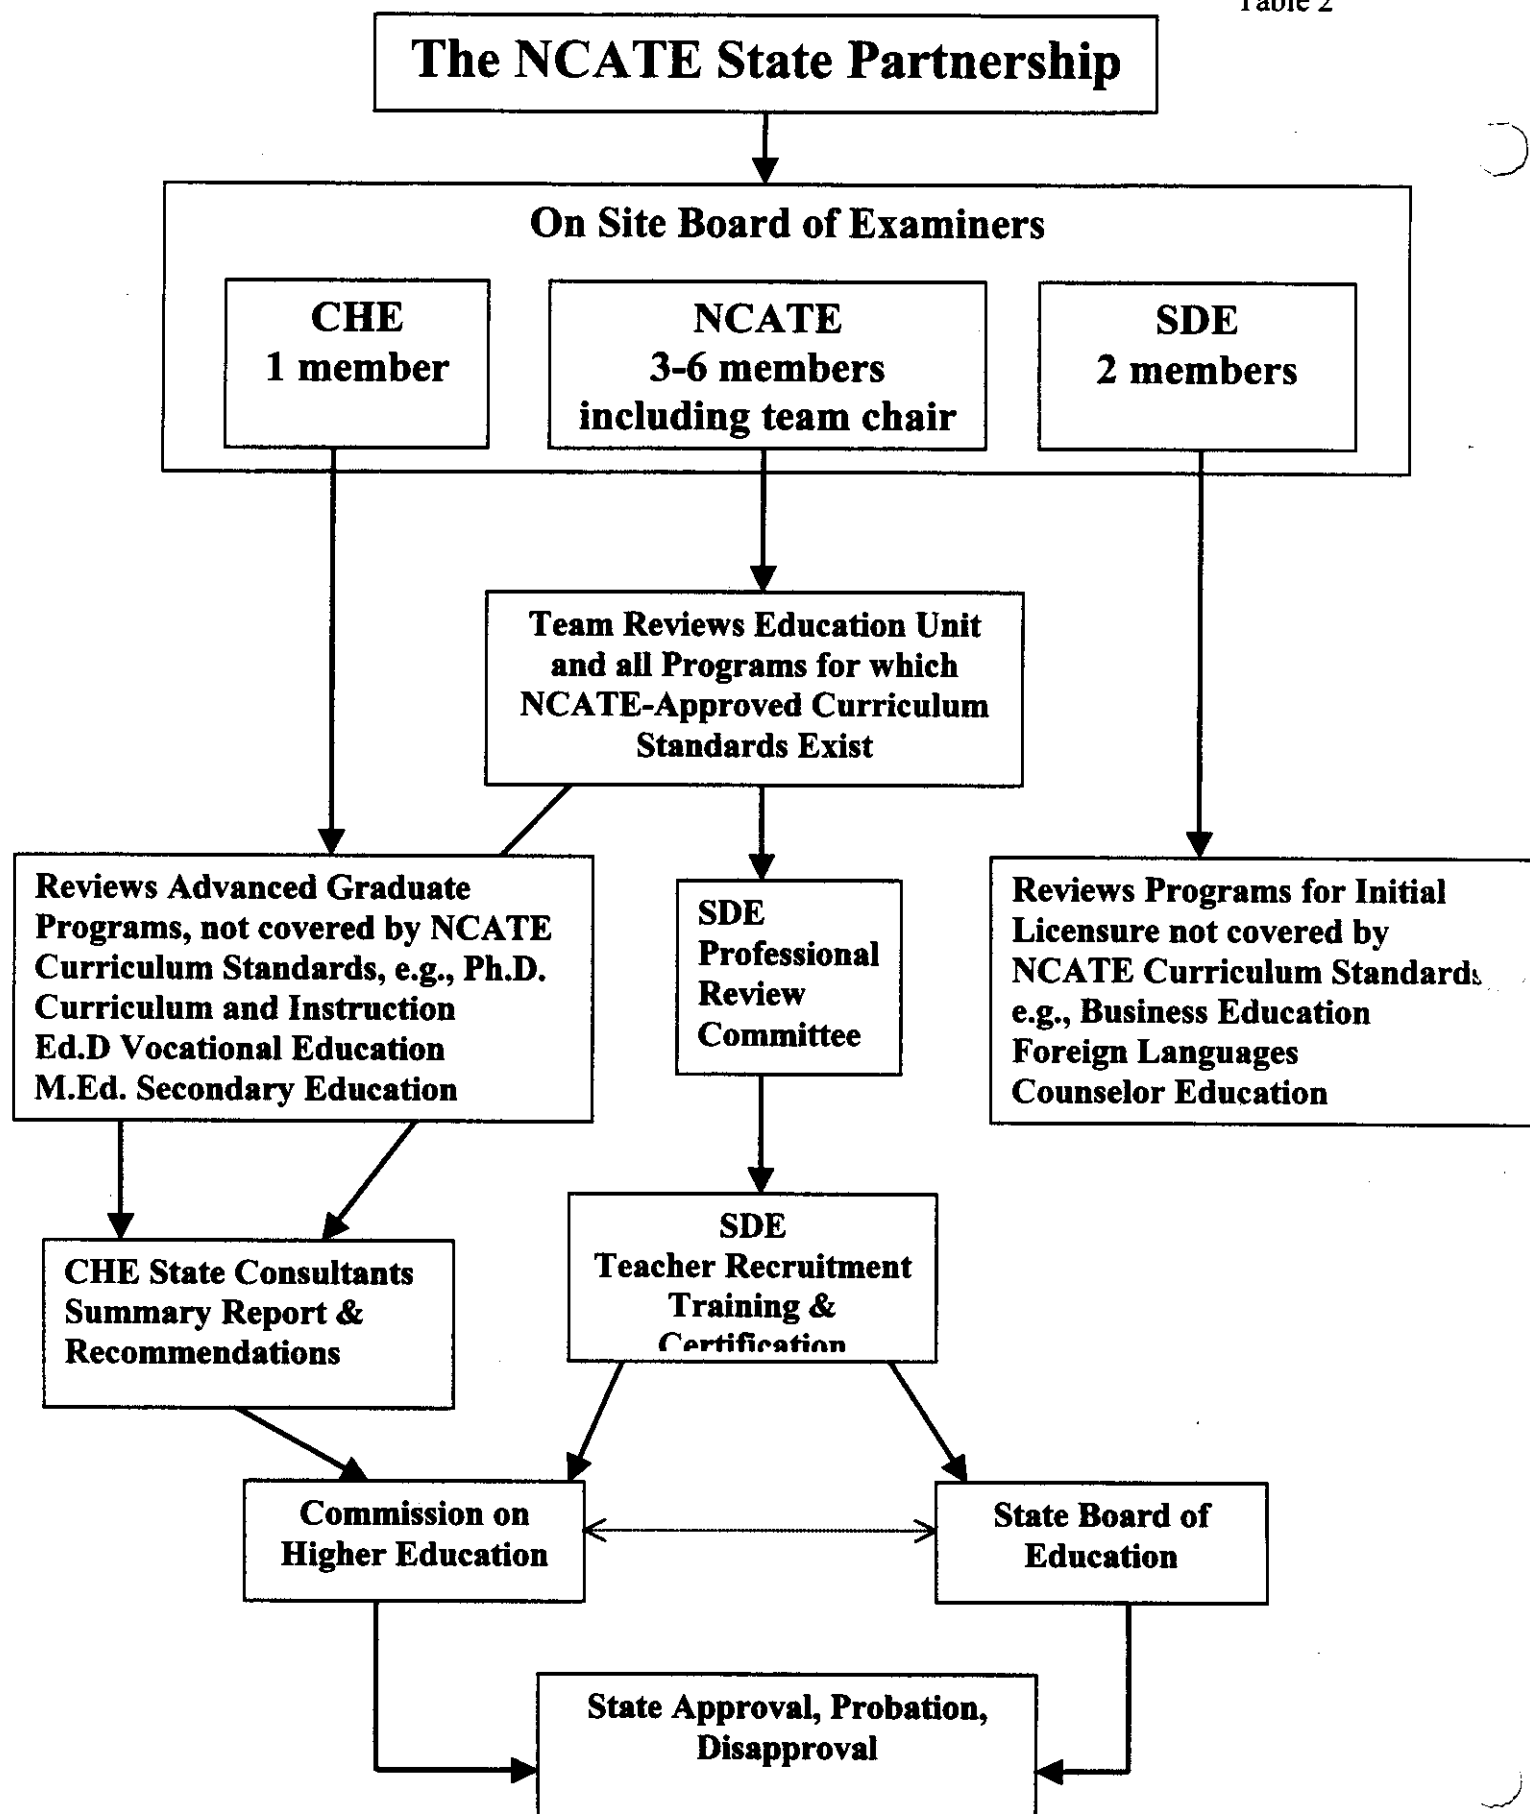 Table 2
The NCATE State Partnership
On Site Board of Examiners
CHE
1 member
NCATE
3-6 members
including team chair
SDE
2 members
Team Reviews Education Unit
and all Programs for which
NCATE-Approved Curriculum
Standards Exist
Reviews Advanced Graduate
Programs, not covered by NCATE
Curriculum Standards, e.g., Ph.D.
Curriculum and Instruction
Ed.D Vocational Education
M.Ed. Secondary Education
SDE
Professional
Review
Committee
Reviews Programs for Initial
Licensure not covered by
NCATE Curriculum Standards
e.g., Business Education
Foreign Languages
Counselor Education
CHE State Consultants
Summary Report &
Recommendations
SDE
Teacher Recruitment
Training &
Certification
Commission on
Higher Education
State Board of
Education
State Approval, Probation,
Disapproval